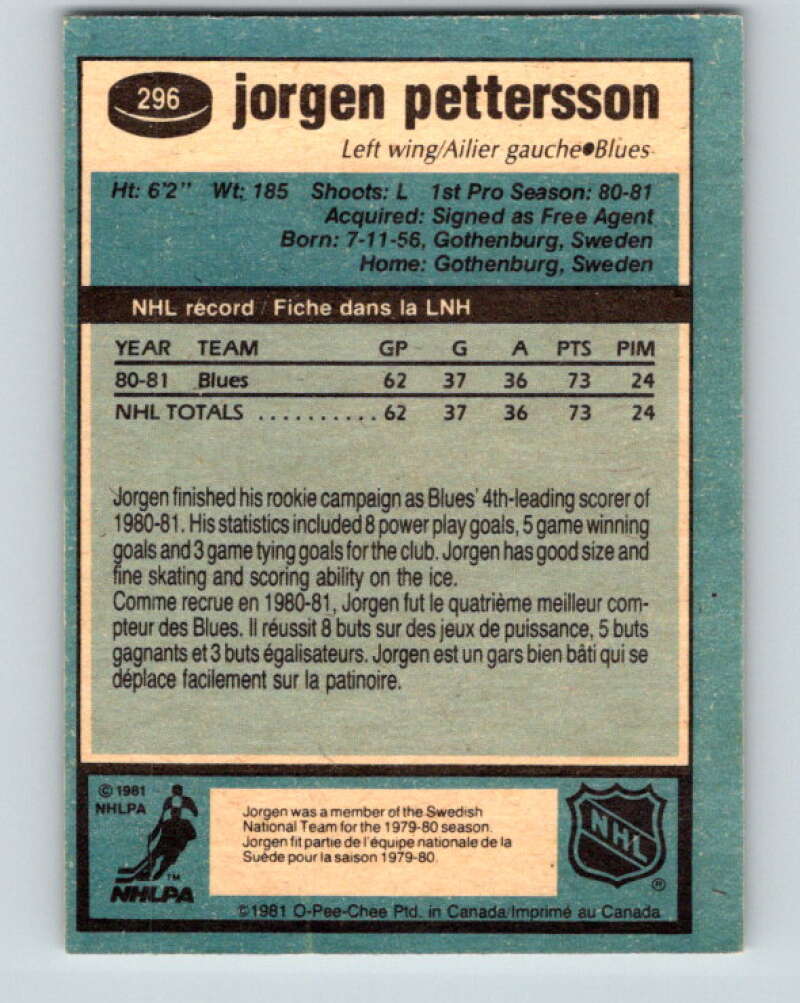 296
jorgen pettersson
Left wing/Ailier gauche●Blues
Ht: 6'2" Wt: 185 Shoots: L 1st Pro Season: 80-81
Acquired: Signed as Free Agent
Born: 7-11-56, Gothenburg, Sweden
Home: Gothenburg, Sweden
NHL récord / Fiche dans la LNH
YEAR TEAM GP G A PTS PIM
80-81 Blues 62 37 36 73 24
NHL TOTALS .......... 62 37 36 73 24
Jorgen finished his rookie campaign as Blues' 4th-leading scorer of
1980-81. His statistics included 8 power play goals, 5 game winning
goals and 3 game tying goals for the club. Jorgen has good size and
fine skating and scoring ability on the ice.
Comme recrue en 1980-81, Jorgen fut le quatrième meilleur com-
pteur des Blues. Il réussit 8 buts sur des jeux de puissance, 5 buts
gagnants et 3 buts égalisateurs. Jorgen est un gars bien bâti qui se
déplace facilement sur la patinoire.
© 1981
NHLPA
TM
NHLPA
Jorgen was a member of the Swedish
National Team for the 1979-80 season.
Jorgen fit partie de l'équipe nationale de la
Suède pour la saison 1979-80.
NHL
®
©1981 O-Pee-Chee Ptd. in Canada/Imprimé au Canada